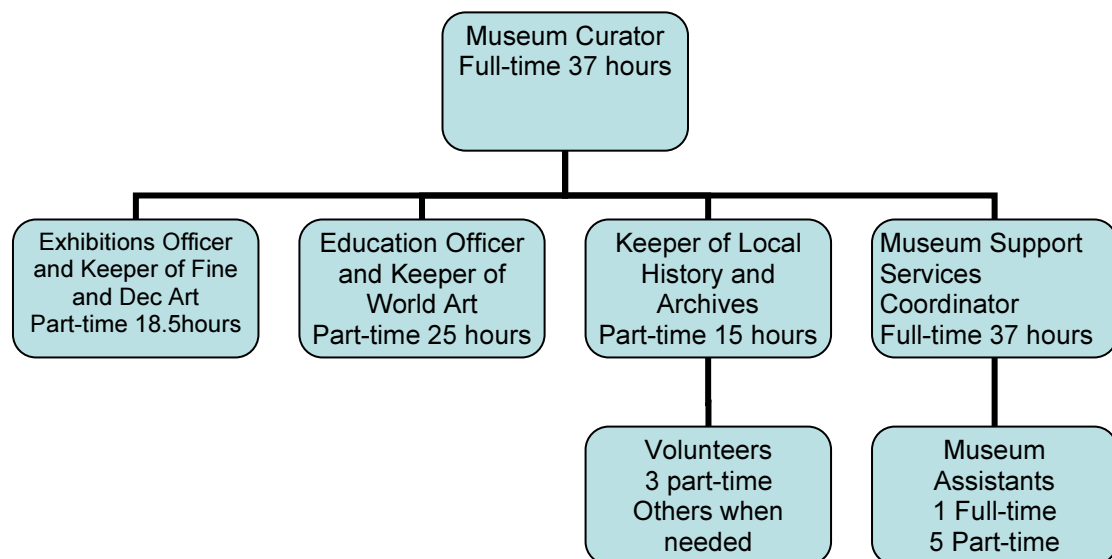 Museum Curator
Full-time 37 hours
Exhibitions Officer
and Keeper of Fine
and Dec Art
Part-time 18.5hours
Education Officer
and Keeper of
World Art
Part-time 25 hours
Keeper of Local
History and
Archives
Part-time 15 hours
Museum Support
Services
Coordinator
Full-time 37 hours
Volunteers
3 part-time
Others when
needed
Museum
Assistants
1 Full-time
5 Part-time